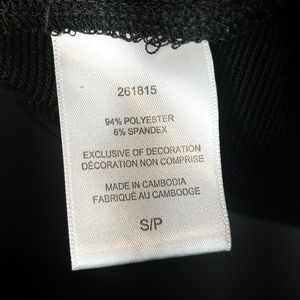 261815
94% POLYESTER
6% SPANDEX
EXCLUSIVE OF DECORATION
DÉCORATION NON COMPRISE
MADE IN CAMBODIA
FABRIQUÉ AU CAMBODGE
S/P